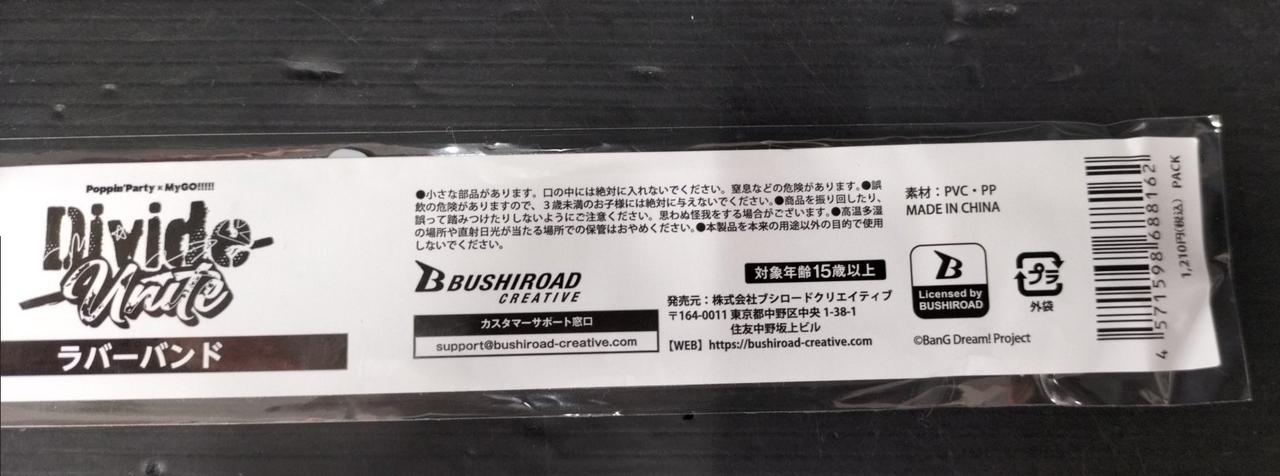 Poppin'Party×MyGO!!!!!
Divide
Unite
ラバーバンド
●小さな部品があります。口の中には絶対に入れないでください。窒息などの危険があります。●誤
飲の危険がありますので、3歳未満のお子様には絶対に与えないでください。●商品を振り回したり、
誤って踏みつけたりしないようにご注意ください。思わぬ怪我をする場合がございます。●高温多湿
の場所や直射日光が当たる場所での保管はおやめください。●本製品を本来の用途以外の目的で使用
しないでください。
B BUSHIROAD
CREATIVE
カスタマーサポート窓口
support@bushiroad-creative.com
対象年齢15歳以上
発売元：株式会社ブシロードクリエイティブ
〒164-0011 東京都中野区中央 1-38-1
住友中野坂上ビル
【WEB】https://bushiroad-creative.com
素材：PVC・PP
MADE IN CHINA
B
Licensed by
BUSHIROAD
プラ
外袋
©BanG Dream! Project
4 571598 688162
1,210円(税込) PACK